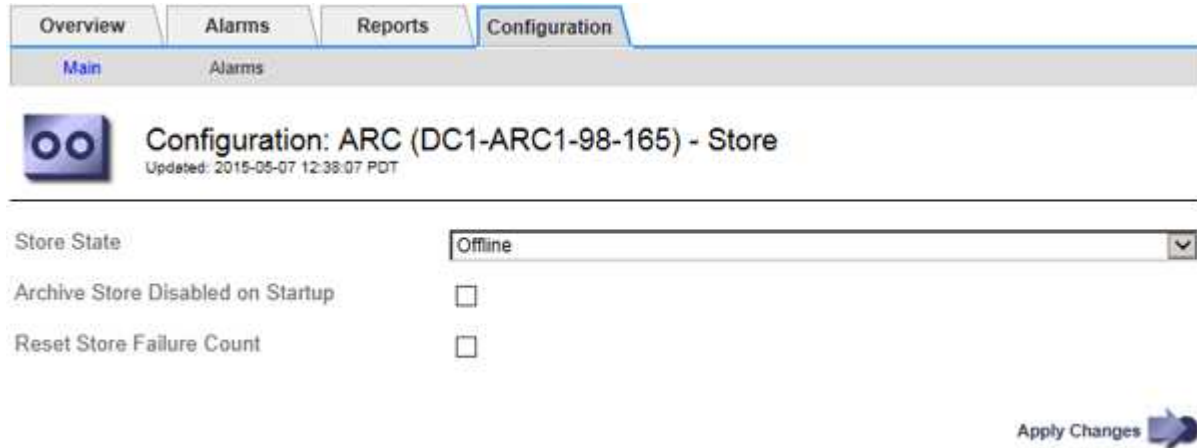 Overview Alarms Reports Configuration
Main Alarms
Configuration: ARC (DC1-ARC1-98-165) - Store
Updated: 2015-05-07 12:38:07 PDT
Store State Offline
Archive Store Disabled on Startup
Reset Store Failure Count
Apply Changes